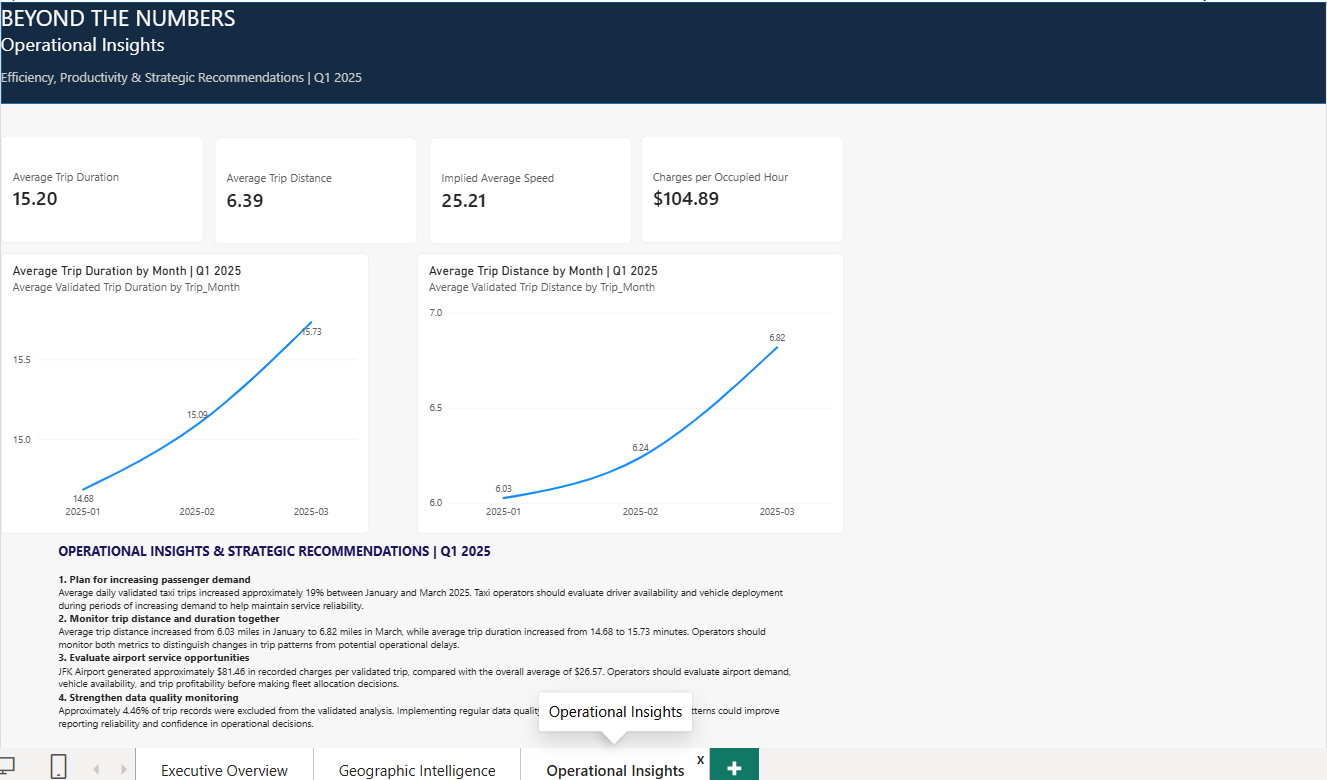 BEYOND THE NUMBERS
Operational Insights
Efficiency, Productivity & Strategic Recommendations | Q1 2025
Average Trip Duration
15.20
Average Trip Distance
6.39
Implied Average Speed
25.21
Charges per Occupied Hour
$104.89
Average Trip Duration by Month | Q1 2025
Average Validated Trip Duration by Trip_Month
15.73
15.5
15.09
15.0
14.68
2025-01 2025-02 2025-03
Average Trip Distance by Month | Q1 2025
Average Validated Trip Distance by Trip_Month
7.0
6.82
6.5
6.24
6.03
6.0
2025-01 2025-02 2025-03
OPERATIONAL INSIGHTS & STRATEGIC RECOMMENDATIONS | Q1 2025
1. Plan for increasing passenger demand
Average daily validated taxi trips increased approximately 19% between January and March 2025. Taxi operators should evaluate driver availability and vehicle deployment
during periods of increasing demand to help maintain service reliability.
2. Monitor trip distance and duration together
Average trip distance increased from 6.03 miles in January to 6.82 miles in March, while average trip duration increased from 14.68 to 15.73 minutes. Operators should
monitor both metrics to distinguish changes in trip patterns from potential operational delays.
3. Evaluate airport service opportunities
JFK Airport generated approximately $81.46 in recorded charges per validated trip, compared with the overall average of $26.57. Operators should evaluate airport demand,
vehicle availability, and trip profitability before making fleet allocation decisions.
4. Strengthen data quality monitoring
Approximately 4.46% of trip records were excluded from the validated analysis. Implementing regular data could improve
reporting reliability and confidence in operational decisions.
Operational Insights
Executive Overview
Geographic Intelligence
Operational Insights
x
+